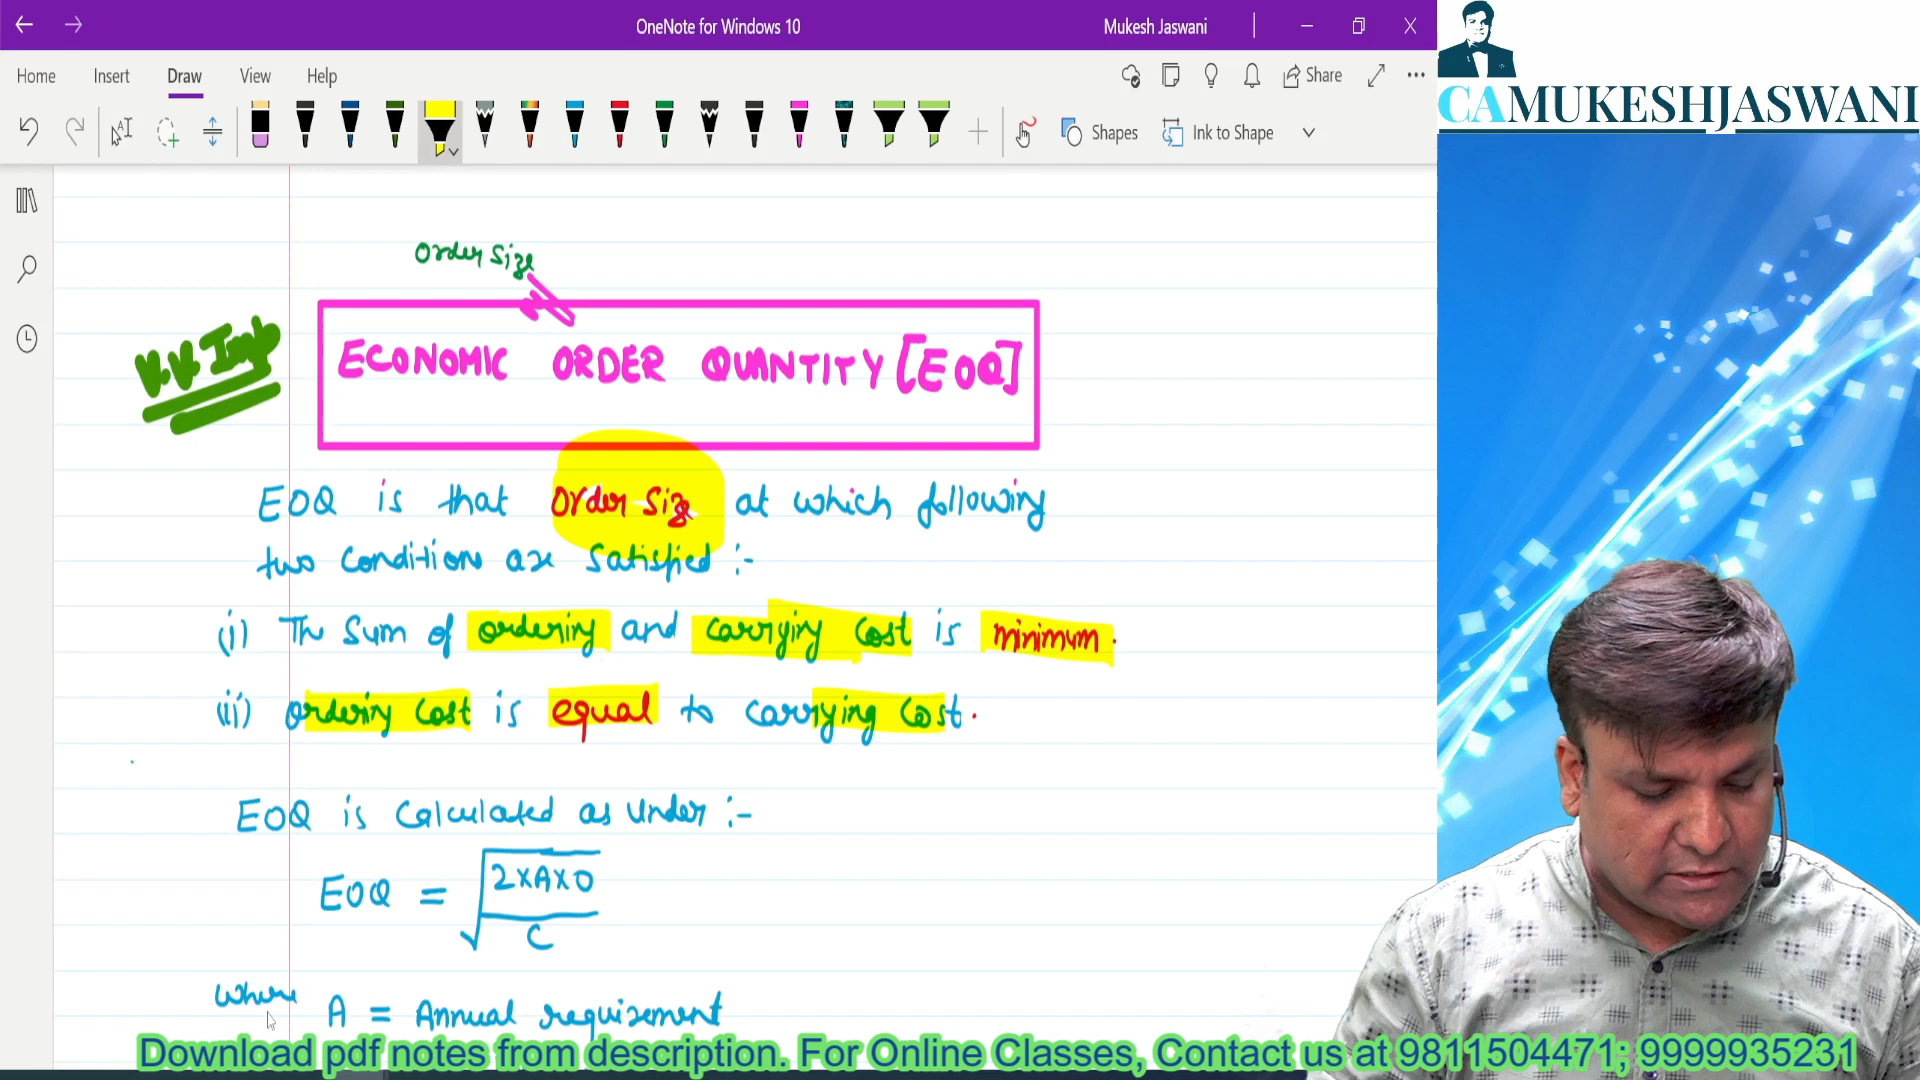 OneNote for Windows 10
Mukesh Jaswani
CAMUKESHJASWANI
Home Insert Draw View Help
Share
Shapes Ink to Shape
Order Size
V.V. Imp
ECONOMIC ORDER QUANTITY [EOQ]
EOQ is that Order Size at which following
two conditions are satisfied :-
(i) The Sum of ordering and carrying cost is minimum.
(ii) Ordering Cost is equal to carrying cost.
EOQ is calculated as under :-
EOQ = √2×A×O
C
Where A = Annual requirement
Download pdf notes from description. For Online Classes, Contact us at 9811504471; 9999935231